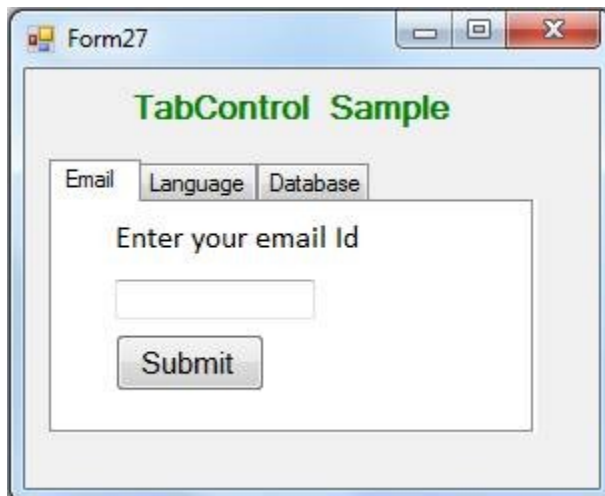 Form27
TabControl Sample
Email Language Database
Enter your email Id
Submit